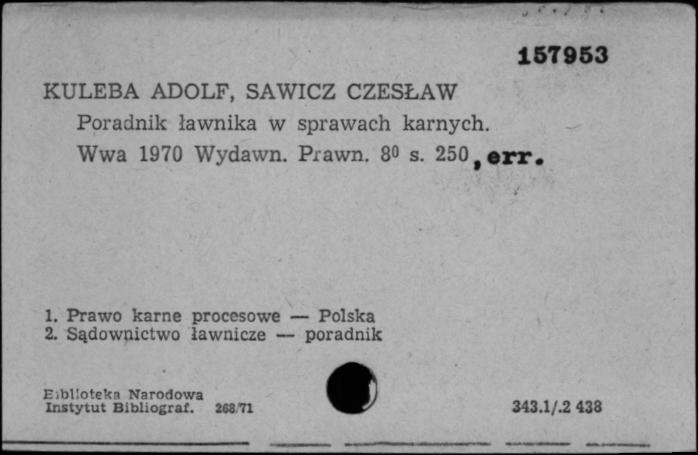 157953
KULEBA ADOLF, SAWICZ CZESŁAW
Poradnik ławnika w sprawach karnych.
Wwa 1970 Wydawn. Prawn. 8⁰ s. 250, err.
1. Prawo karne procesowe — Polska
2. Sądownictwo ławnicze — poradnik
Biblioteka Narodowa
Instytut Bibliograf. 268/71
343.1/.2 438